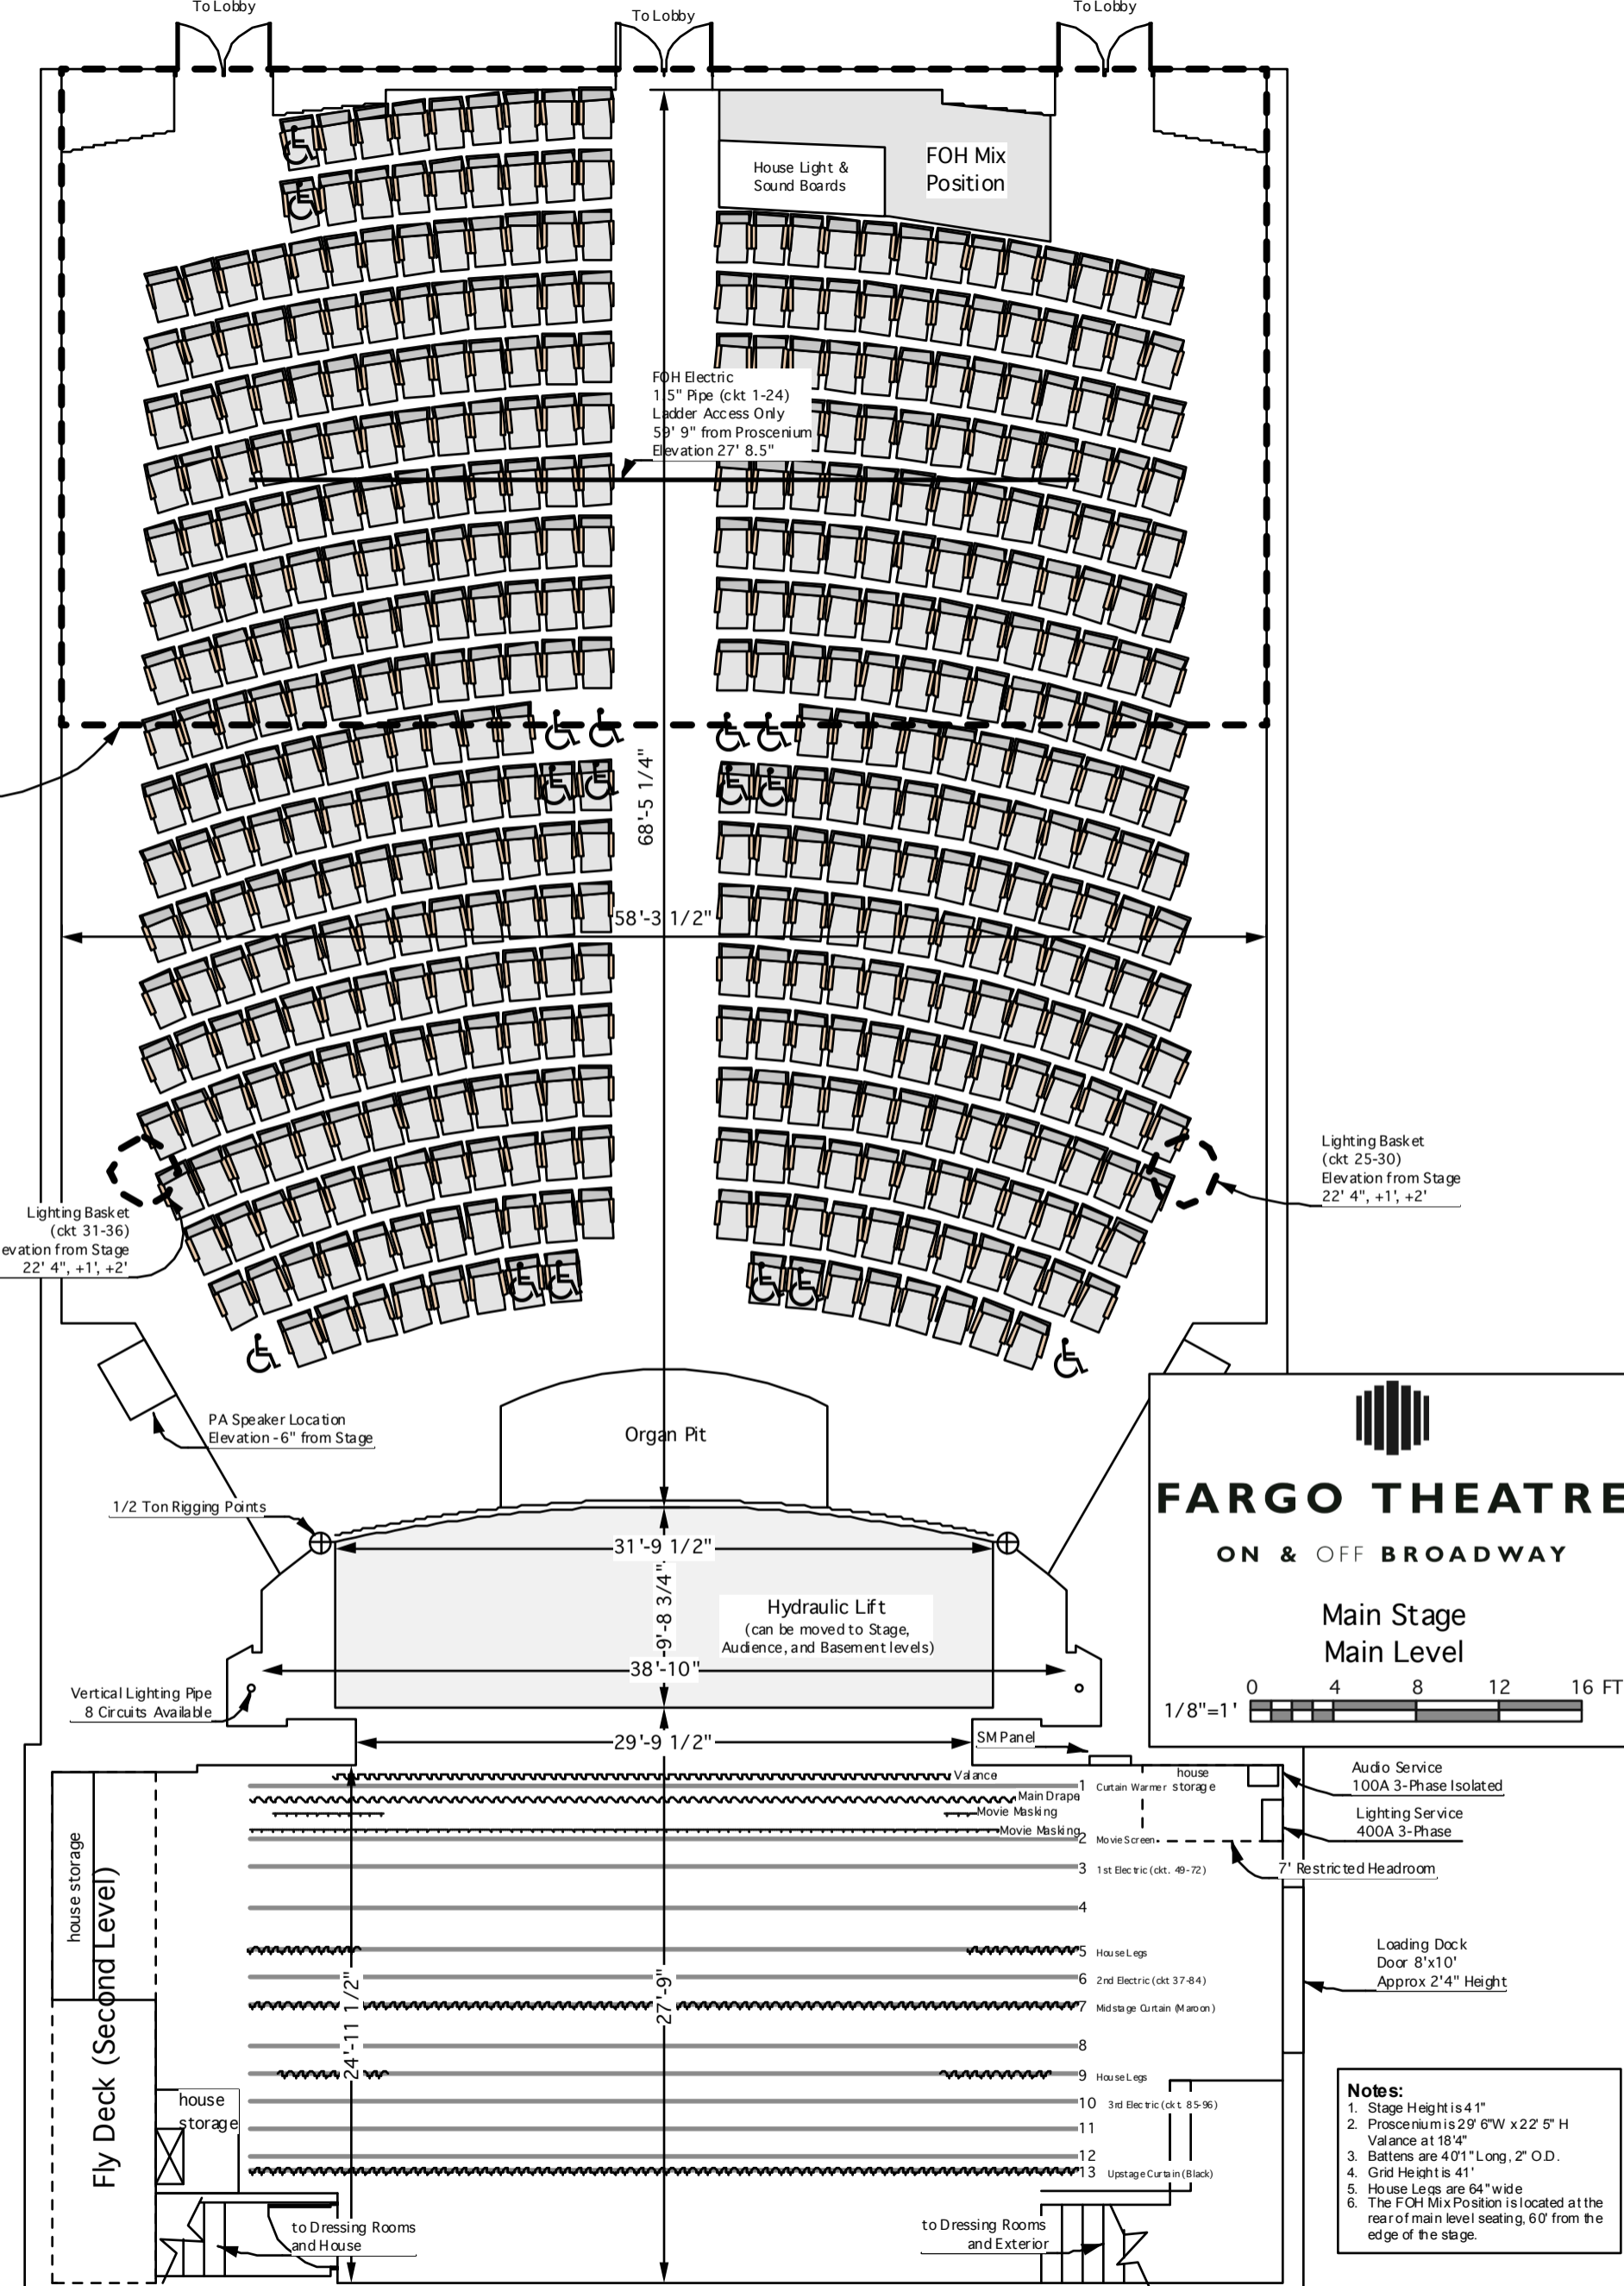 To Lobby
To Lobby
To Lobby
House Light &
Sound Boards
FOH Mix
Position
FOH Electric
1.5" Pipe (ckt 1-24)
Ladder Access Only
59' 9" from Proscenium
Elevation 27' 8.5"
68'-5 1/4"
58'-3 1/2"
Lighting Basket
(ckt 25-30)
Elevation from Stage
22' 4", +1', +2'
Lighting Basket
(ckt 31-36)
evation from Stage
22' 4", +1', +2'
PA Speaker Location
Elevation -6" from Stage
Organ Pit
1/2 Ton Rigging Points
31'-9 1/2"
9'-8 3/4"
Hydraulic Lift
(can be moved to Stage,
Audience, and Basement levels)
38'-10"
Vertical Lighting Pipe
8 Circuits Available
29'-9 1/2"
SM Panel
FARGO THEATRE
ON & OFF BROADWAY
Main Stage
Main Level
0 4 8 12 16 FT
1/8"=1'
Valance
1 Curtain Warmer
house
storage
Main Drape
Movie Masking
Movie Masking
2 Movie Screen
3 1st Electric (ckt. 49-72)
4
5 House Legs
6 2nd Electric (ckt 37-84)
7 Midstage Curtain (Maroon)
8
9 House Legs
10 3rd Electric (ckt. 85-96)
11
12
13 Upstage Curtain (Black)
24'-11 1/2"
27'-9"
house storage
Fly Deck (Second Level)
house
storage
to Dressing Rooms
and House
to Dressing Rooms
and Exterior
Audio Service
100A 3-Phase Isolated
Lighting Service
400A 3-Phase
7' Restricted Headroom
Loading Dock
Door 8'x10'
Approx 2'4" Height
Notes:
1. Stage Height is 41"
2. Proscenium is 29' 6"W x 22' 5" H
Valance at 18'4"
3. Battens are 40'1" Long, 2" O.D.
4. Grid Height is 41'
5. House Legs are 64" wide
6. The FOH Mix Position is located at the
rear of main level seating, 60' from the
edge of the stage.